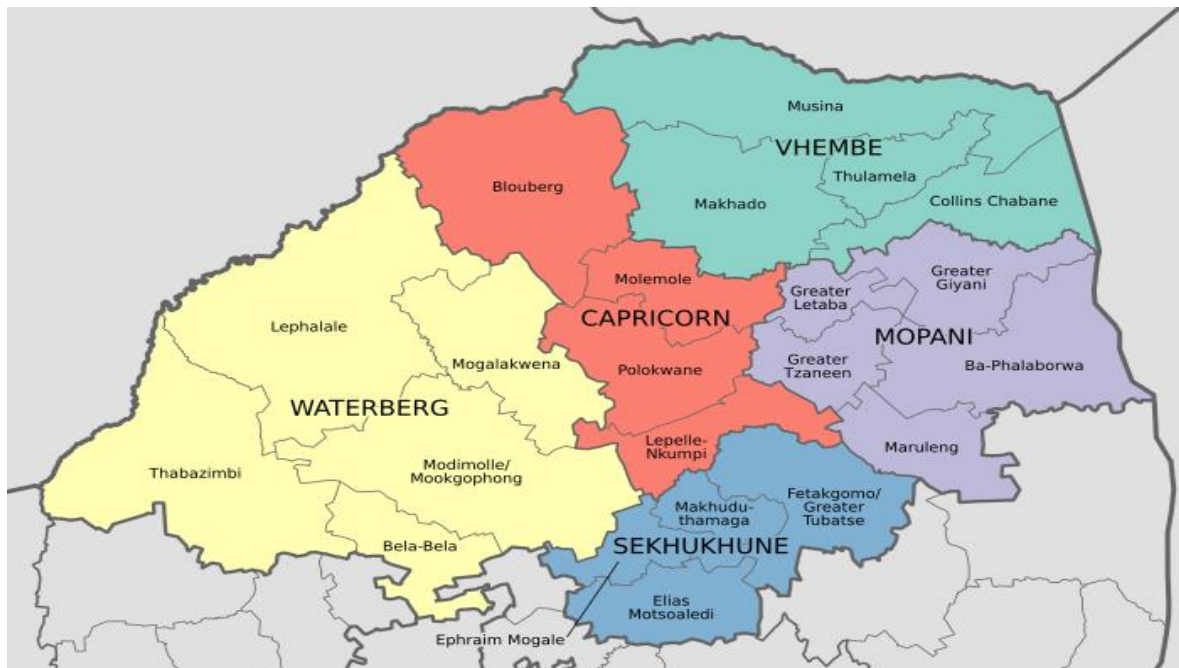 Musina
VHEMBE
Thulamela
Makhado
Collins Chabane
Blouberg
Molemole
CAPRICORN
Polokwane
Lepelle-
Nkumpi
Greater
Letaba
Greater
Giyani
MOPANI
Greater
Tzaneen
Ba-Phalaborwa
Maruleng
Lephalale
Mogalakwena
WATERBERG
Thabazimbi
Modimolle/
Mookgophong
Bela-Bela
Makhudu-
thamaga
Fetakgomo/
Greater
Tubatse
SEKHUKHUNE
Elias
Motsoaledi
Ephraim Mogale